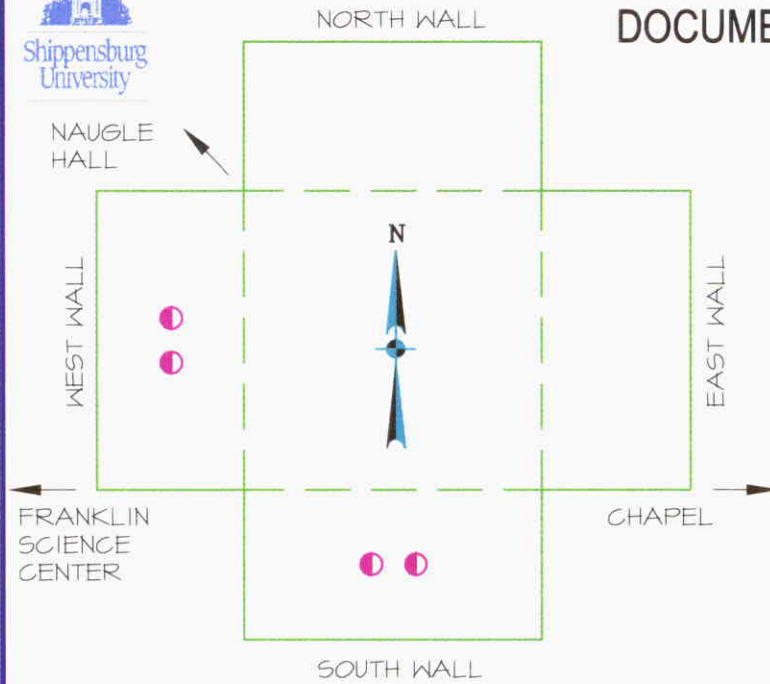 NORTH WALL
DOCUME
Shippensburg
University
NAUGLE
HALL
N
WEST WALL
EAST WALL
FRANKLIN
SCIENCE
CENTER
CHAPEL
SOUTH WALL